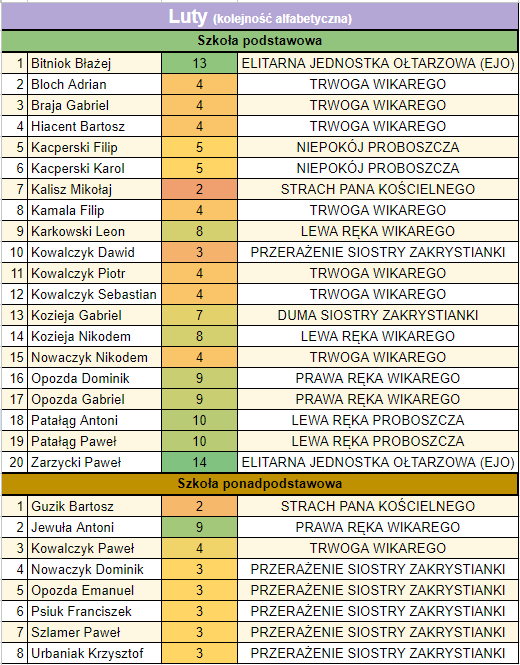 Luty (kolejność alfabetyczna)
Szkoła podstawowa
1 Bitniok Błażej 13 ELITARNA JEDNOSTKA OŁTARZOWA (EJO)
2 Bloch Adrian 4 TRWOGA WIKAREGO
3 Braja Gabriel 4 TRWOGA WIKAREGO
4 Hiacent Bartosz 4 TRWOGA WIKAREGO
5 Kacperski Filip 5 NIEPOKÓJ PROBOSZCZA
6 Kacperski Karol 5 NIEPOKÓJ PROBOSZCZA
7 Kalisz Mikołaj 2 STRACH PANA KOŚCIELNEGO
8 Kamala Filip 4 TRWOGA WIKAREGO
9 Karkowski Leon 8 LEWA RĘKA WIKAREGO
10 Kowalczyk Dawid 3 PRZERAŻENIE SIOSTRY ZAKRYSTIANKI
11 Kowalczyk Piotr 4 TRWOGA WIKAREGO
12 Kowalczyk Sebastian 4 TRWOGA WIKAREGO
13 Kozieja Gabriel 7 DUMA SIOSTRY ZAKRYSTIANKI
14 Kozieja Nikodem 8 LEWA RĘKA WIKAREGO
15 Nowaczyk Nikodem 4 TRWOGA WIKAREGO
16 Opozda Dominik 9 PRAWA RĘKA WIKAREGO
17 Opozda Gabriel 9 PRAWA RĘKA WIKAREGO
18 Patałąg Antoni 10 LEWA RĘKA PROBOSZCZA
19 Patałąg Paweł 10 LEWA RĘKA PROBOSZCZA
20 Zarzycki Paweł 14 ELITARNA JEDNOSTKA OŁTARZOWA (EJO)
Szkoła ponadpodstawowa
1 Guzik Bartosz 2 STRACH PANA KOŚCIELNEGO
2 Jewuła Antoni 9 PRAWA RĘKA WIKAREGO
3 Kowalczyk Paweł 4 TRWOGA WIKAREGO
4 Nowaczyk Dominik 3 PRZERAŻENIE SIOSTRY ZAKRYSTIANKI
5 Opozda Emanuel 3 PRZERAŻENIE SIOSTRY ZAKRYSTIANKI
6 Psiuk Franciszek 3 PRZERAŻENIE SIOSTRY ZAKRYSTIANKI
7 Szlamer Paweł 3 PRZERAŻENIE SIOSTRY ZAKRYSTIANKI
8 Urbaniak Krzysztof 3 PRZERAŻENIE SIOSTRY ZAKRYSTIANKI